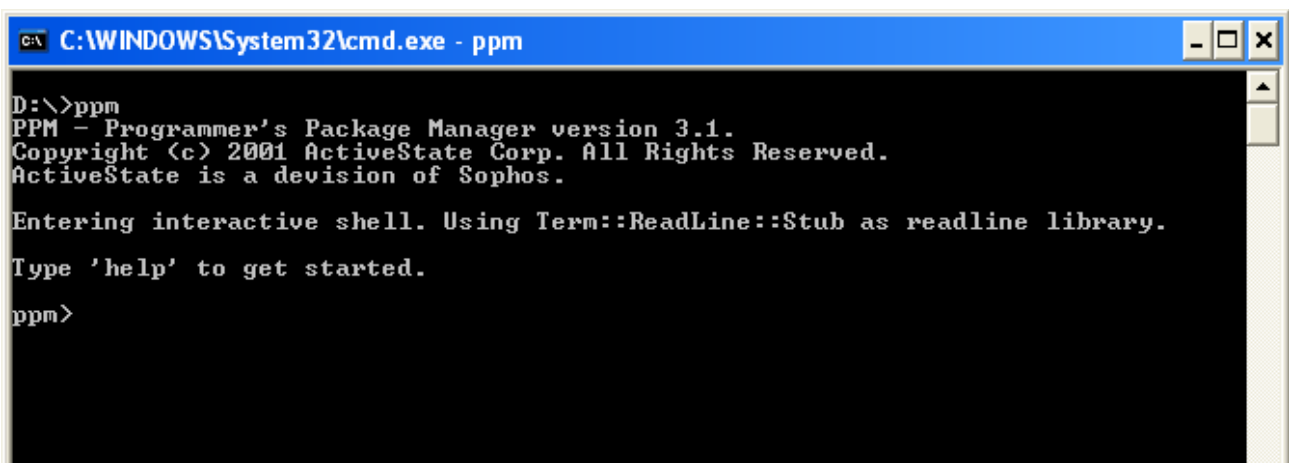 C:\WINDOWS\System32\cmd.exe - ppm
D:\>ppm
PPM - Programmer's Package Manager version 3.1.
Copyright (c) 2001 ActiveState Corp. All Rights Reserved.
ActiveState is a devision of Sophos.
Entering interactive shell. Using Term::ReadLine::Stub as readline library.
Type 'help' to get started.
ppm>